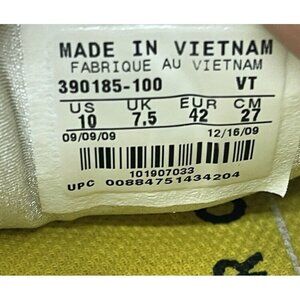 MADE IN VIETNAM
FABRIQUE AU VIETNAM
390185-100 VT
US UK EUR CM
10 7,5 42 27
09/09/09 12/16/09
101907033
UPC 00884751434204